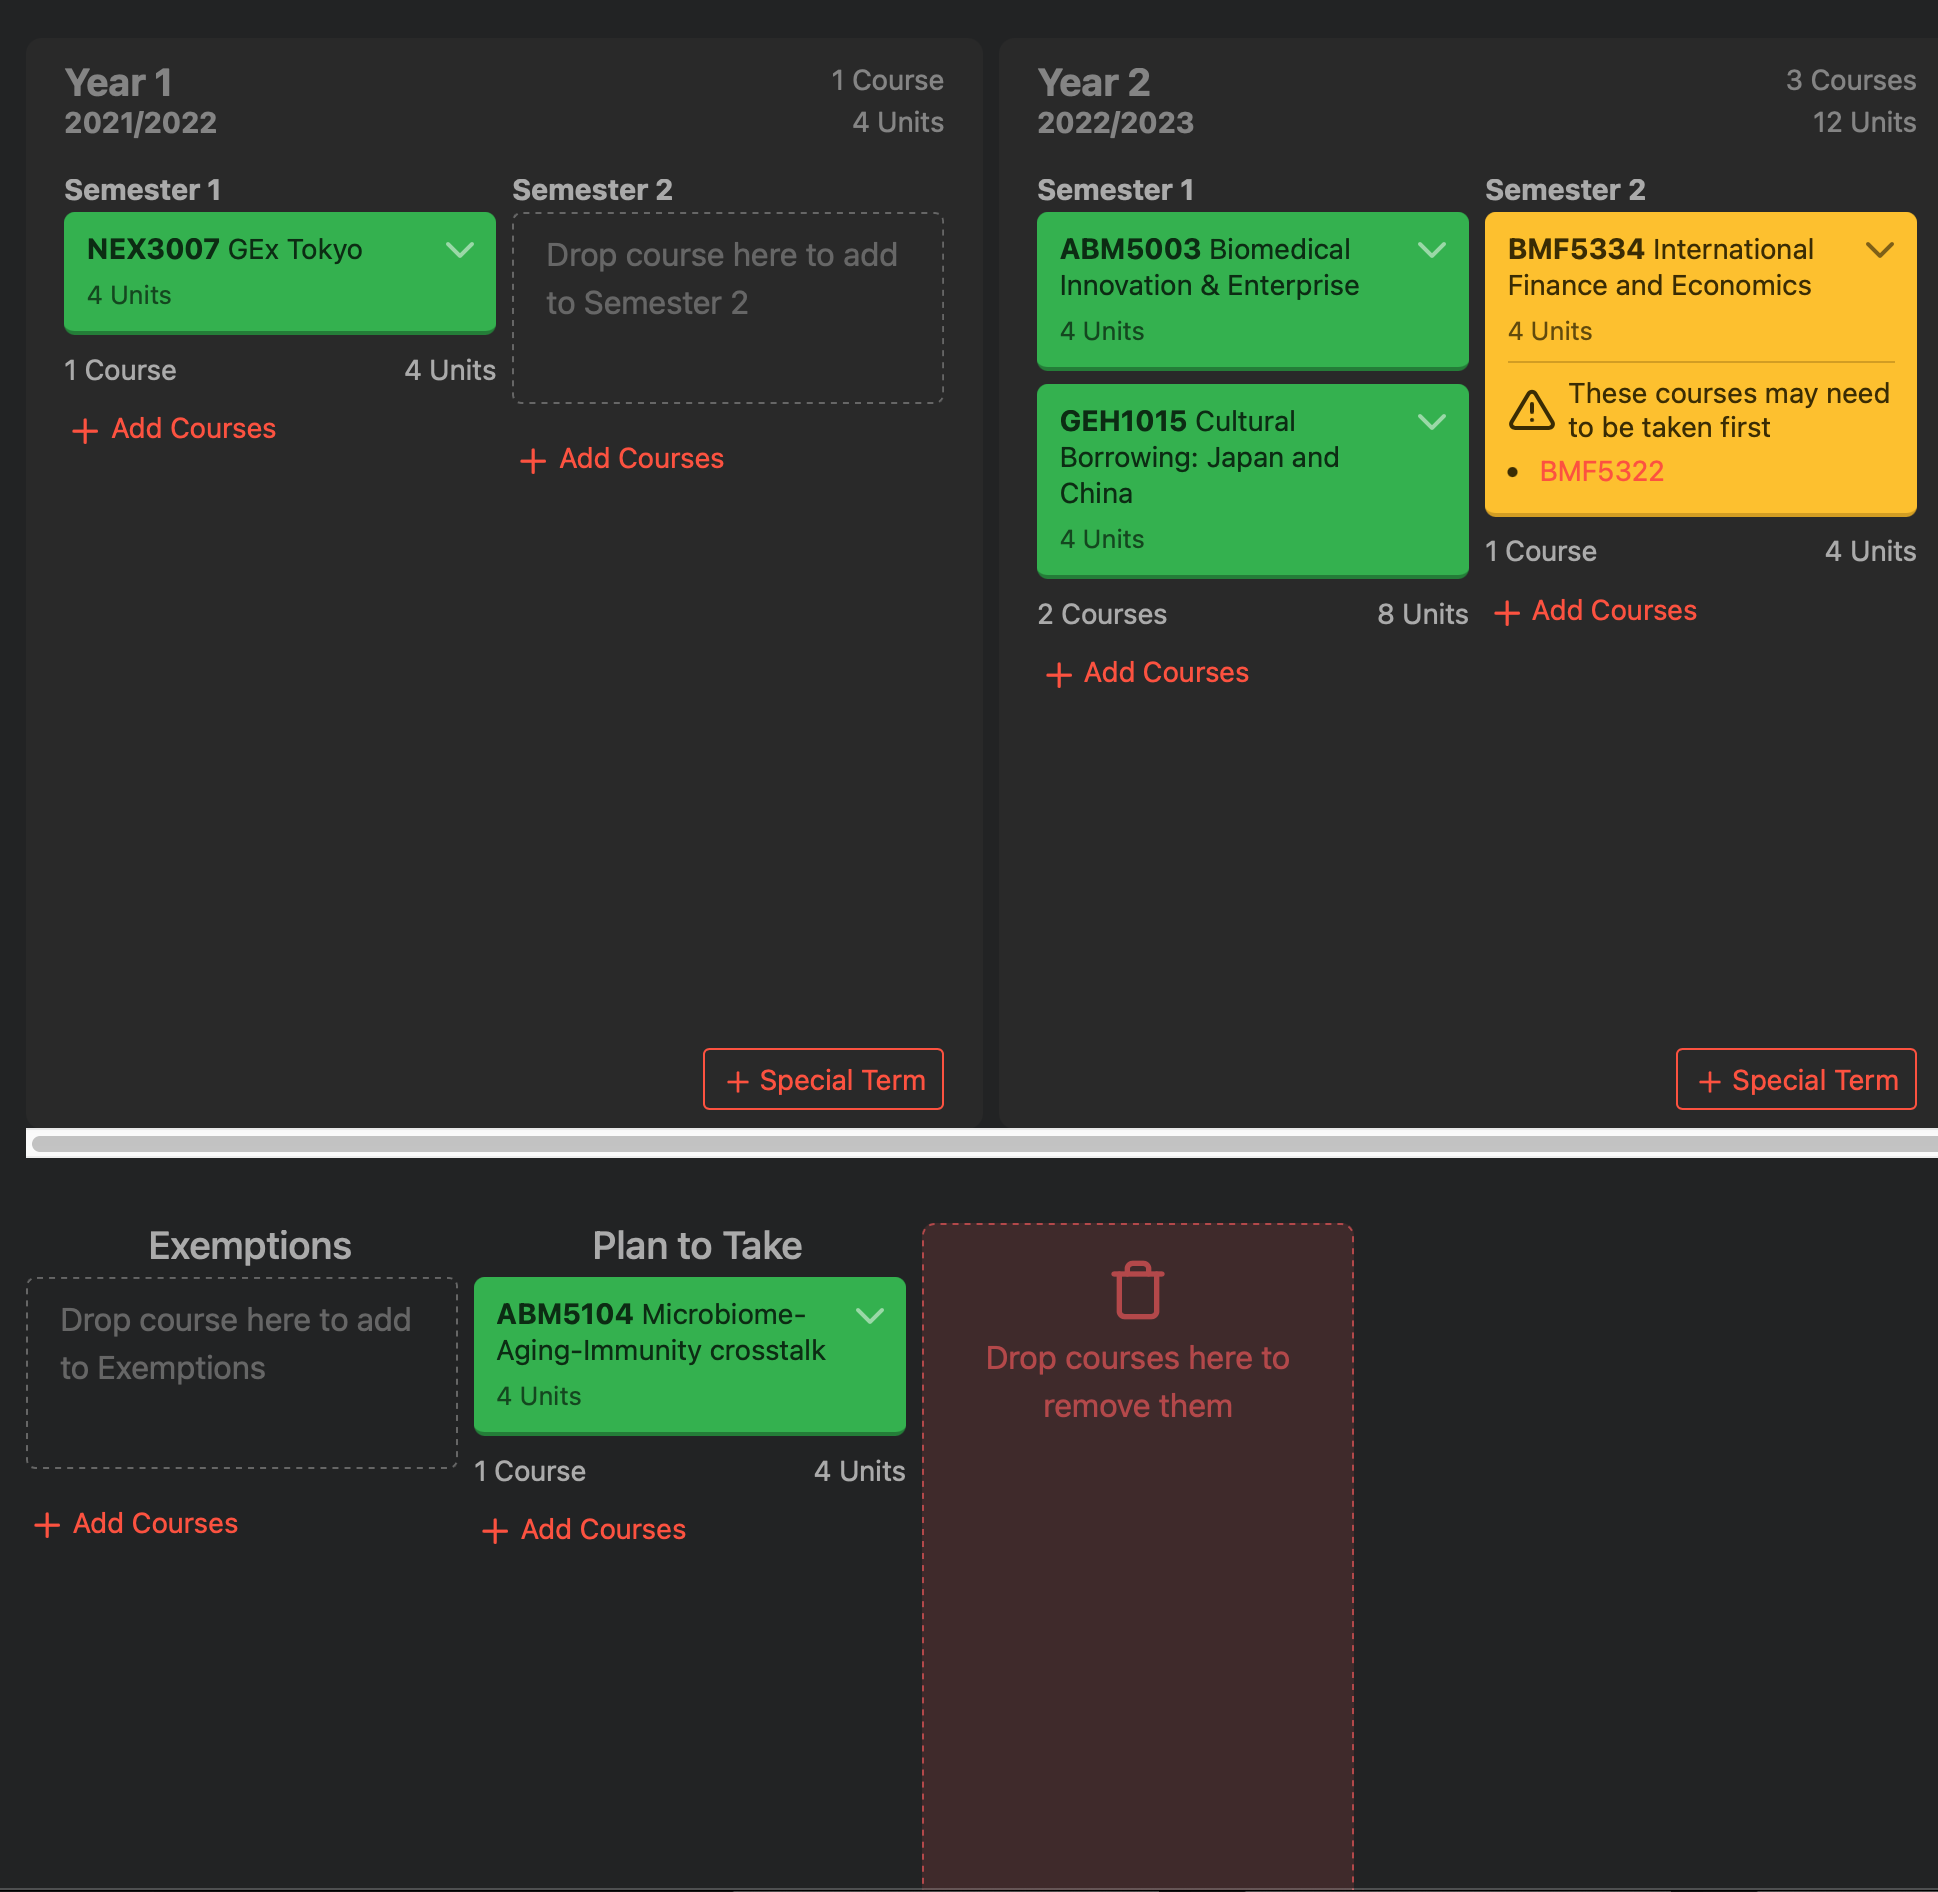 Year 1
1 Course
2021/2022
4 Units
Semester 1
NEX3007 GEx Tokyo
4 Units
1 Course
4 Units
Add Courses
Semester 2
Drop course here to add
to Semester 2
Add Courses
Special Term
Year 2
3 Courses
2022/2023
12 Units
Semester 1
ABM5003 Biomedical
Innovation & Enterprise
4 Units
GEH1015 Cultural
Borrowing: Japan and
China
4 Units
2 Courses
8 Units
Add Courses
Semester 2
BMF5334 International
Finance and Economics
4 Units
These courses may need
to be taken first
• BMF5322
1 Course
4 Units
Add Courses
Special Term
Exemptions
Drop course here to add
to Exemptions
Add Courses
Plan to Take
ABM5104 Microbiome-
Aging-Immunity crosstalk
4 Units
1 Course
4 Units
Add Courses
Drop courses here to
remove them